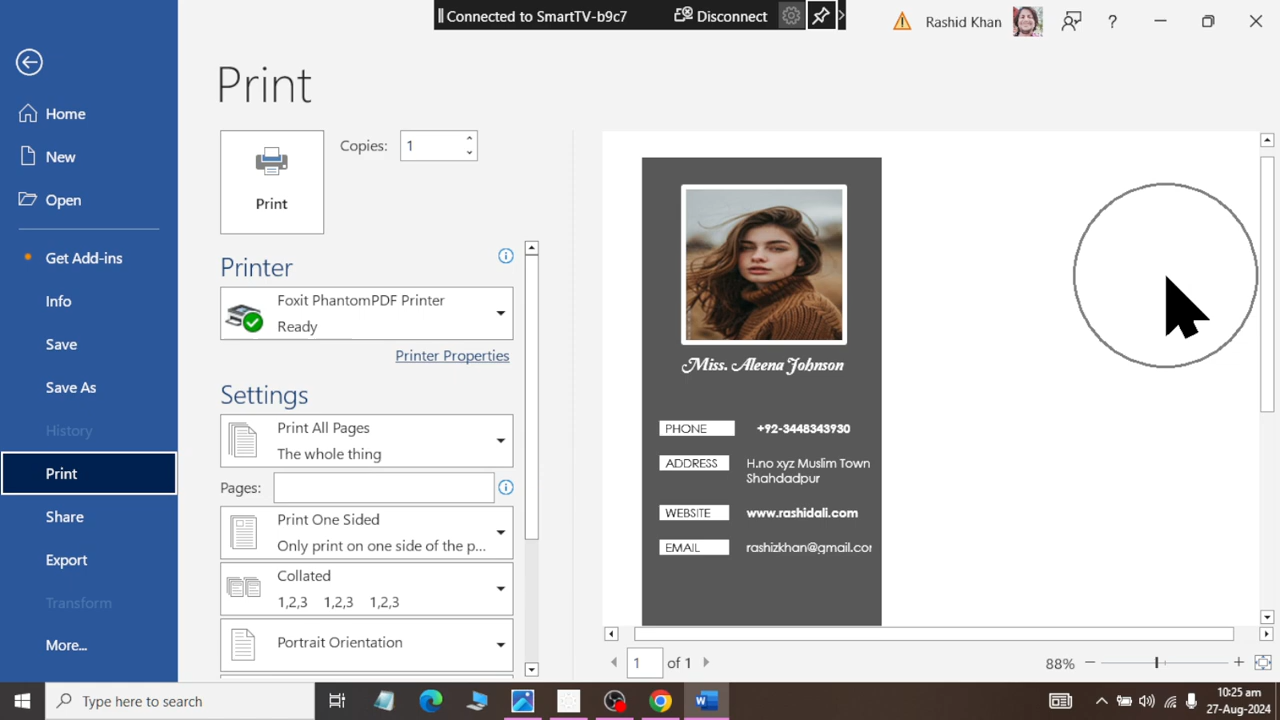 Connected to SmartTV-b9c7
Disconnect
Rashid Khan
?
Home
New
Open
Get Add-ins
Info
Save
Save As
History
Print
Share
Export
Transform
More...
Print
Print
Copies:
1
Printer
Foxit PhantomPDF Printer
Ready
Printer Properties
Settings
Print All Pages
The whole thing
Pages:
Print One Sided
Only print on one side of the p...
Collated
1,2,3 1,2,3 1,2,3
Portrait Orientation
Miss. Aleena Johnson
PHONE +92-3448343930
ADDRESS H.no xyz Muslim Town
Shahdadpur
WEBSITE www.rashidali.com
EMAIL rashizkhan@gmail.co
1 of 1
88%
Type here to search
10:25 am
27-Aug-2024